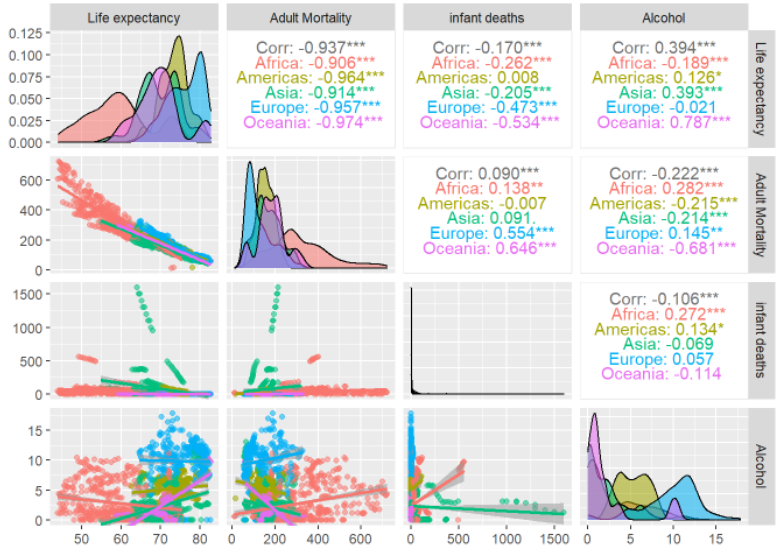 Life expectancy
Adult Mortality
infant deaths
Alcohol
0.125
0.100
0.075
0.050
0.025
0.000
Corr: -0.937***
Africa: -0.906***
Americas: -0.964***
Asia: -0.914***
Europe: -0.957***
Oceania: -0.974***
Corr: -0.170***
Africa: -0.262***
Americas: 0.008
Asia: -0.205***
Europe: -0.473***
Oceania: -0.534***
Corr: 0.394***
Africa: -0.189***
Americas: 0.126*
Asia: 0.393***
Europe: -0.021
Oceania: 0.787***
Life expectancy
600
400
200
0
Corr: 0.090***
Africa: 0.138**
Americas: -0.007
Asia: 0.091.
Europe: 0.554***
Oceania: 0.646***
Corr: -0.222***
Africa: 0.282***
Americas: -0.215***
Asia: -0.214***
Europe: 0.145**
Oceania: -0.681***
Adult Mortality
1500
1000
500
0
Corr: -0.106***
Africa: 0.272***
Americas: 0.134*
Asia: -0.069
Europe: 0.057
Oceania: -0.114
infant deaths
15
10
5
0
Alcohol
50 60 70 80
0 200 400 600
0 500 1000 1500
0 5 10 15